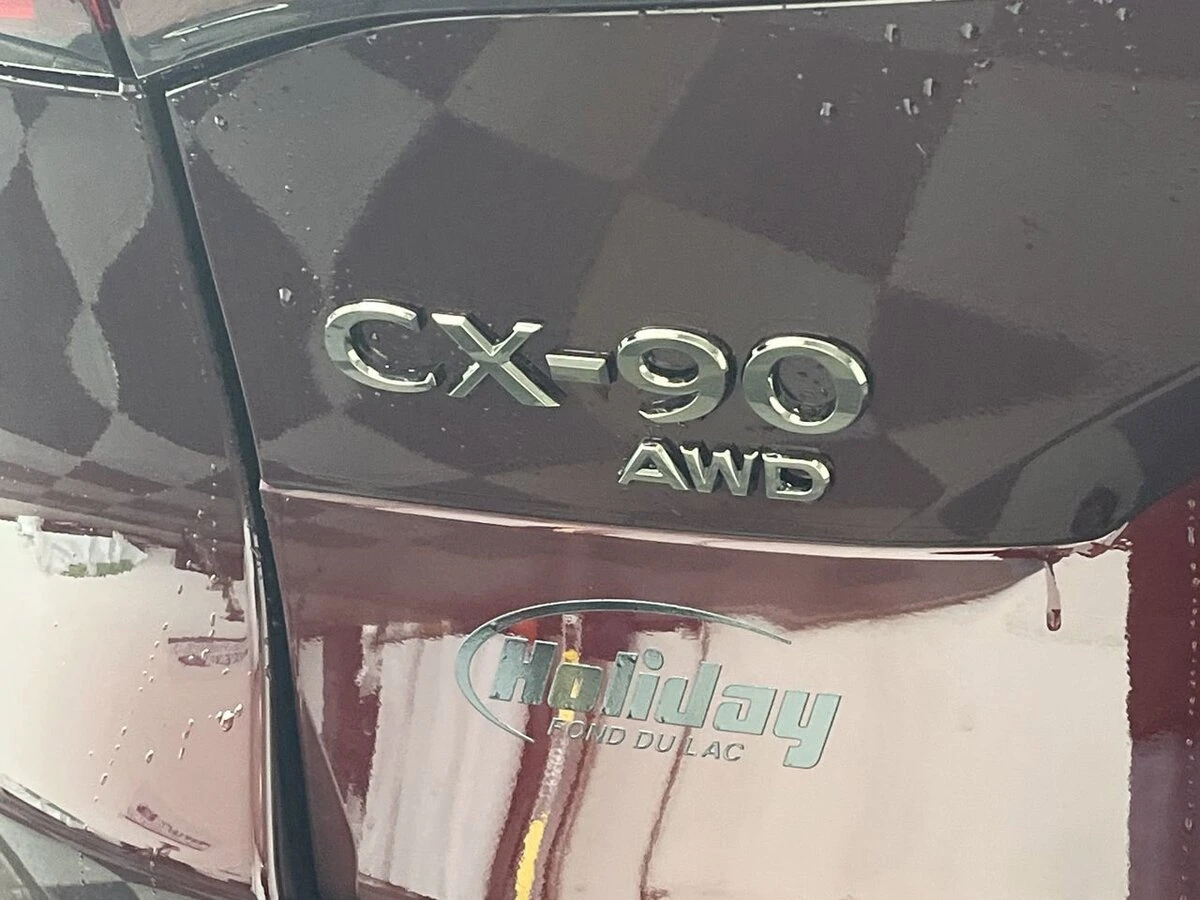 CX-90
AWD
Holiday
FOND DU LAC